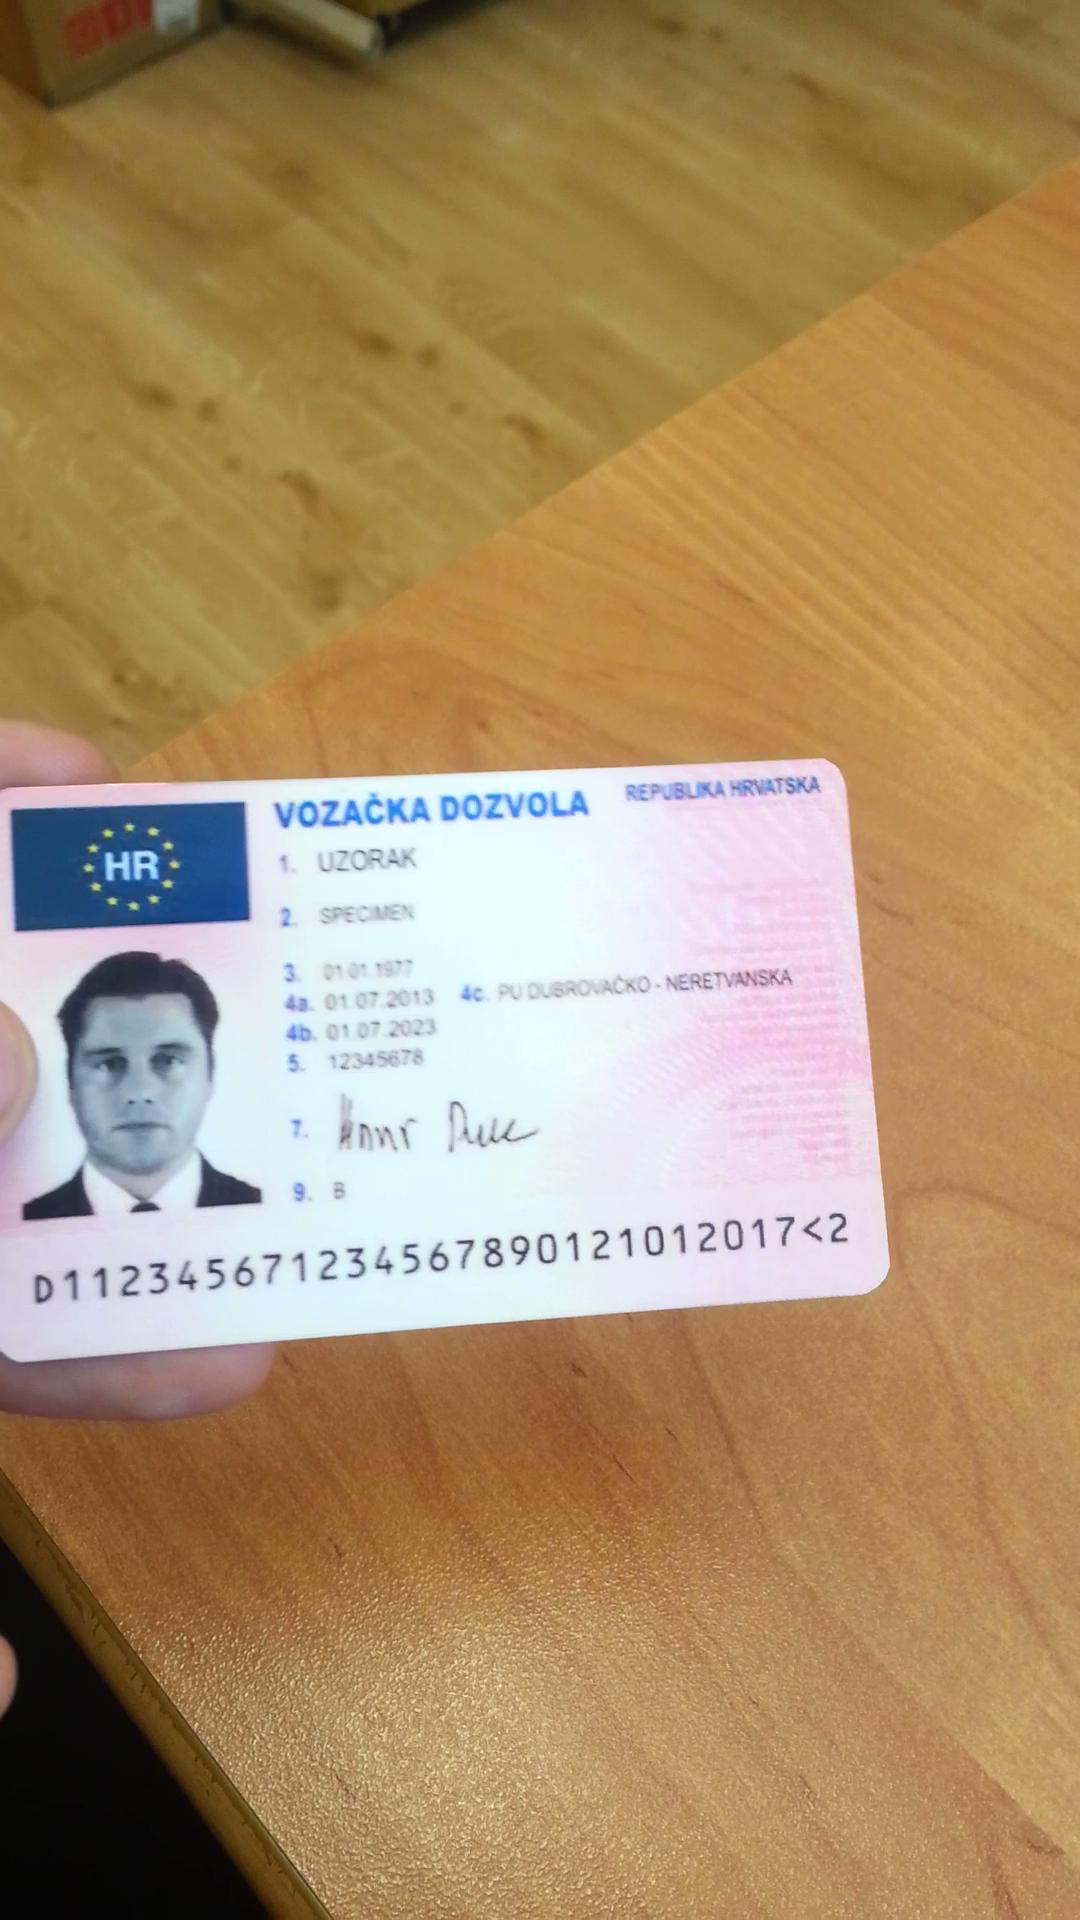 VOZAČKA DOZVOLA REPUBLIKA HRVATSKA
HR
1. UZORAK
2. SPECIMEN
3. 01.01.1977
4a. 01.07.2013 4c. PU DUBROVAČKO - NERETVANSKA
4b. 01.07.2023
5. 12345678
7.
9. B
D112345671234567890121012017<2